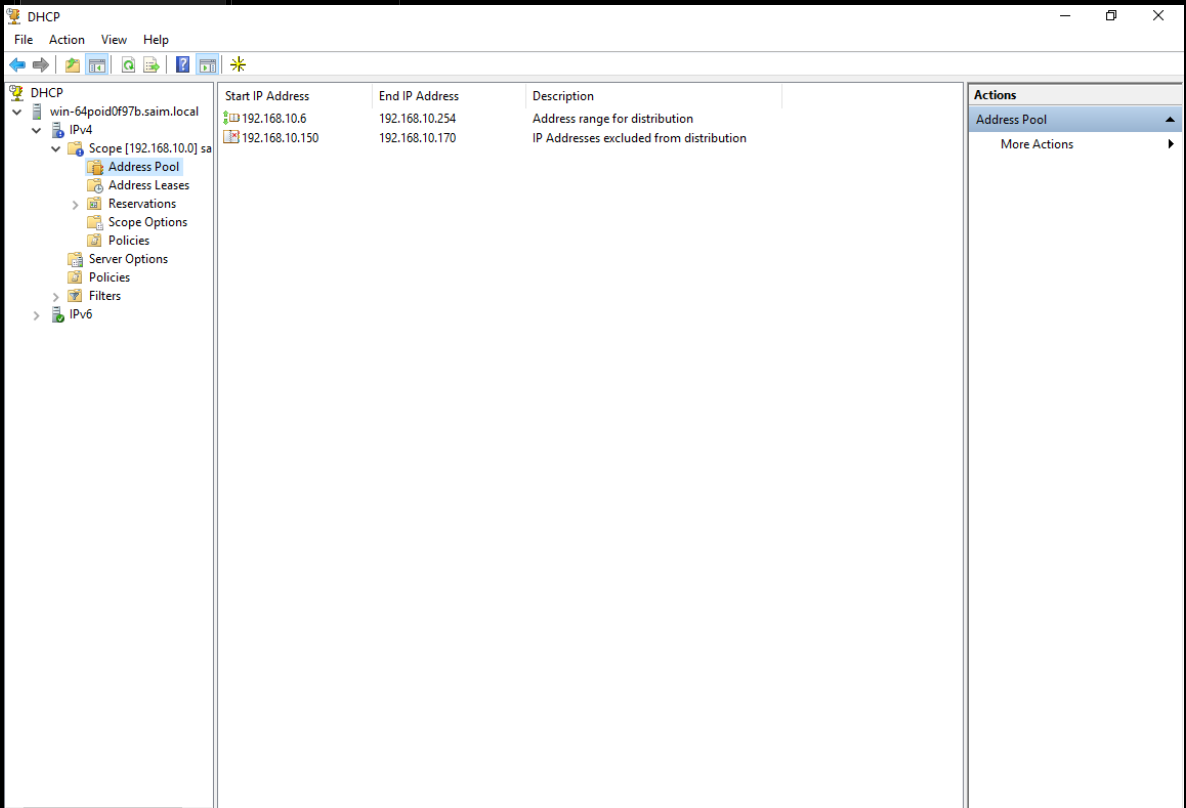 DHCP
File Action View Help
DHCP
win-64poid0f97b.saim.local
IPv4
Scope [192.168.10.0] sa
Address Pool
Address Leases
Reservations
Scope Options
Policies
Server Options
Policies
Filters
IPv6
Start IP Address End IP Address Description
192.168.10.6 192.168.10.254 Address range for distribution
192.168.10.150 192.168.10.170 IP Addresses excluded from distribution
Actions
Address Pool
More Actions